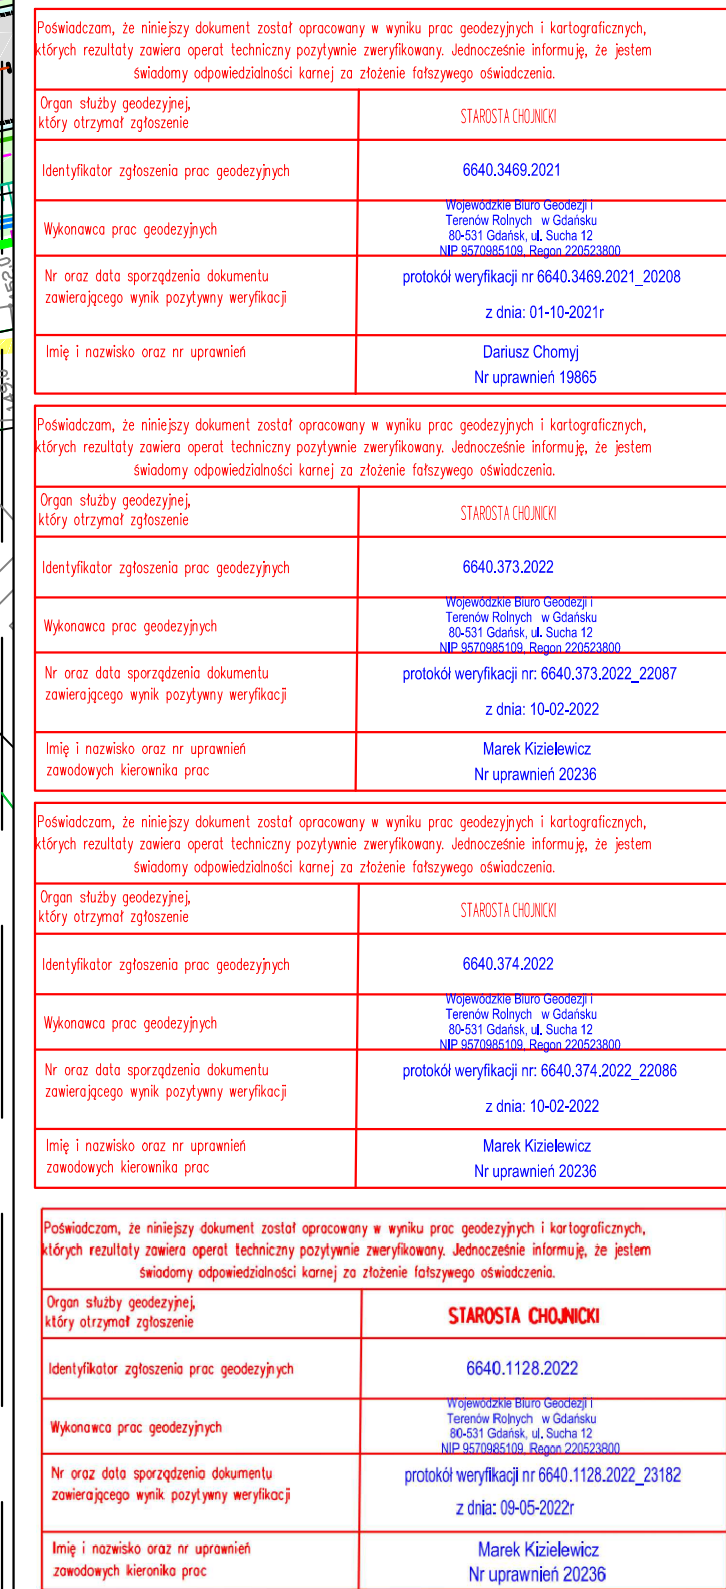 Poświadczam, że niniejszy dokument został opracowany w wyniku prac geodezyjnych i kartograficznych,
których rezultaty zawiera operat techniczny pozytywnie zweryfikowany. Jednocześnie informuję, że jestem
świadomy odpowiedzialności karnej za złożenie fałszywego oświadczenia.
Organ służby geodezyjnej,
który otrzymał zgłoszenie
STAROSTA CHOJNICKI
Identyfikator zgłoszenia prac geodezyjnych
6640.3469.2021
Wykonawca prac geodezyjnych
Wojewódzkie Biuro Geodezji i
Terenów Rolnych w Gdańsku
80-531 Gdańsk, ul. Sucha 12
NIP 9570985109, Regon 220523800
Nr oraz data sporządzenia dokumentu
zawierającego wynik pozytywny weryfikacji
protokół weryfikacji nr 6640.3469.2021_20208
z dnia: 01-10-2021r
Imię i nazwisko oraz nr uprawnień
Dariusz Chomyj
Nr uprawnień 19865
Poświadczam, że niniejszy dokument został opracowany w wyniku prac geodezyjnych i kartograficznych,
których rezultaty zawiera operat techniczny pozytywnie zweryfikowany. Jednocześnie informuję, że jestem
świadomy odpowiedzialności karnej za złożenie fałszywego oświadczenia.
Organ służby geodezyjnej,
który otrzymał zgłoszenie
STAROSTA CHOJNICKI
Identyfikator zgłoszenia prac geodezyjnych
6640.373.2022
Wykonawca prac geodezyjnych
Wojewódzkie Biuro Geodezji i
Terenów Rolnych w Gdańsku
80-531 Gdańsk, ul. Sucha 12
NIP 9570985109, Regon 220523800
Nr oraz data sporządzenia dokumentu
zawierającego wynik pozytywny weryfikacji
protokół weryfikacji nr: 6640.373.2022_22087
z dnia: 10-02-2022
Imię i nazwisko oraz nr uprawnień
zawodowych kierownika prac
Marek Kizielewicz
Nr uprawnień 20236
Poświadczam, że niniejszy dokument został opracowany w wyniku prac geodezyjnych i kartograficznych,
których rezultaty zawiera operat techniczny pozytywnie zweryfikowany. Jednocześnie informuję, że jestem
świadomy odpowiedzialności karnej za złożenie fałszywego oświadczenia.
Organ służby geodezyjnej,
który otrzymał zgłoszenie
STAROSTA CHOJNICKI
Identyfikator zgłoszenia prac geodezyjnych
6640.374.2022
Wykonawca prac geodezyjnych
Wojewódzkie Biuro Geodezji i
Terenów Rolnych w Gdańsku
80-531 Gdańsk, ul. Sucha 12
NIP 9570985109, Regon 220523800
Nr oraz data sporządzenia dokumentu
zawierającego wynik pozytywny weryfikacji
protokół weryfikacji nr: 6640.374.2022_22086
z dnia: 10-02-2022
Imię i nazwisko oraz nr uprawnień
zawodowych kierownika prac
Marek Kizielewicz
Nr uprawnień 20236
Poświadczam, że niniejszy dokument został opracowany w wyniku prac geodezyjnych i kartograficznych,
których rezultaty zawiera operat techniczny pozytywnie zweryfikowany. Jednocześnie informuję, że jestem
świadomy odpowiedzialności karnej za złożenie fałszywego oświadczenia.
Organ służby geodezyjnej,
który otrzymał zgłoszenie
STAROSTA CHOJNICKI
Identyfikator zgłoszenia prac geodezyjnych
6640.1128.2022
Wykonawca prac geodezyjnych
Wojewódzkie Biuro Geodezji i
Terenów Rolnych w Gdańsku
80-531 Gdańsk, ul. Sucha 12
NIP 9570985109, Regon 220523800
Nr oraz data sporządzenia dokumentu
zawierającego wynik pozytywny weryfikacji
protokół weryfikacji nr 6640.1128.2022_23182
z dnia: 09-05-2022r
Imię i nazwisko oraz nr uprawnień
zawodowych kieronika prac
Marek Kizielewicz
Nr uprawnień 20236